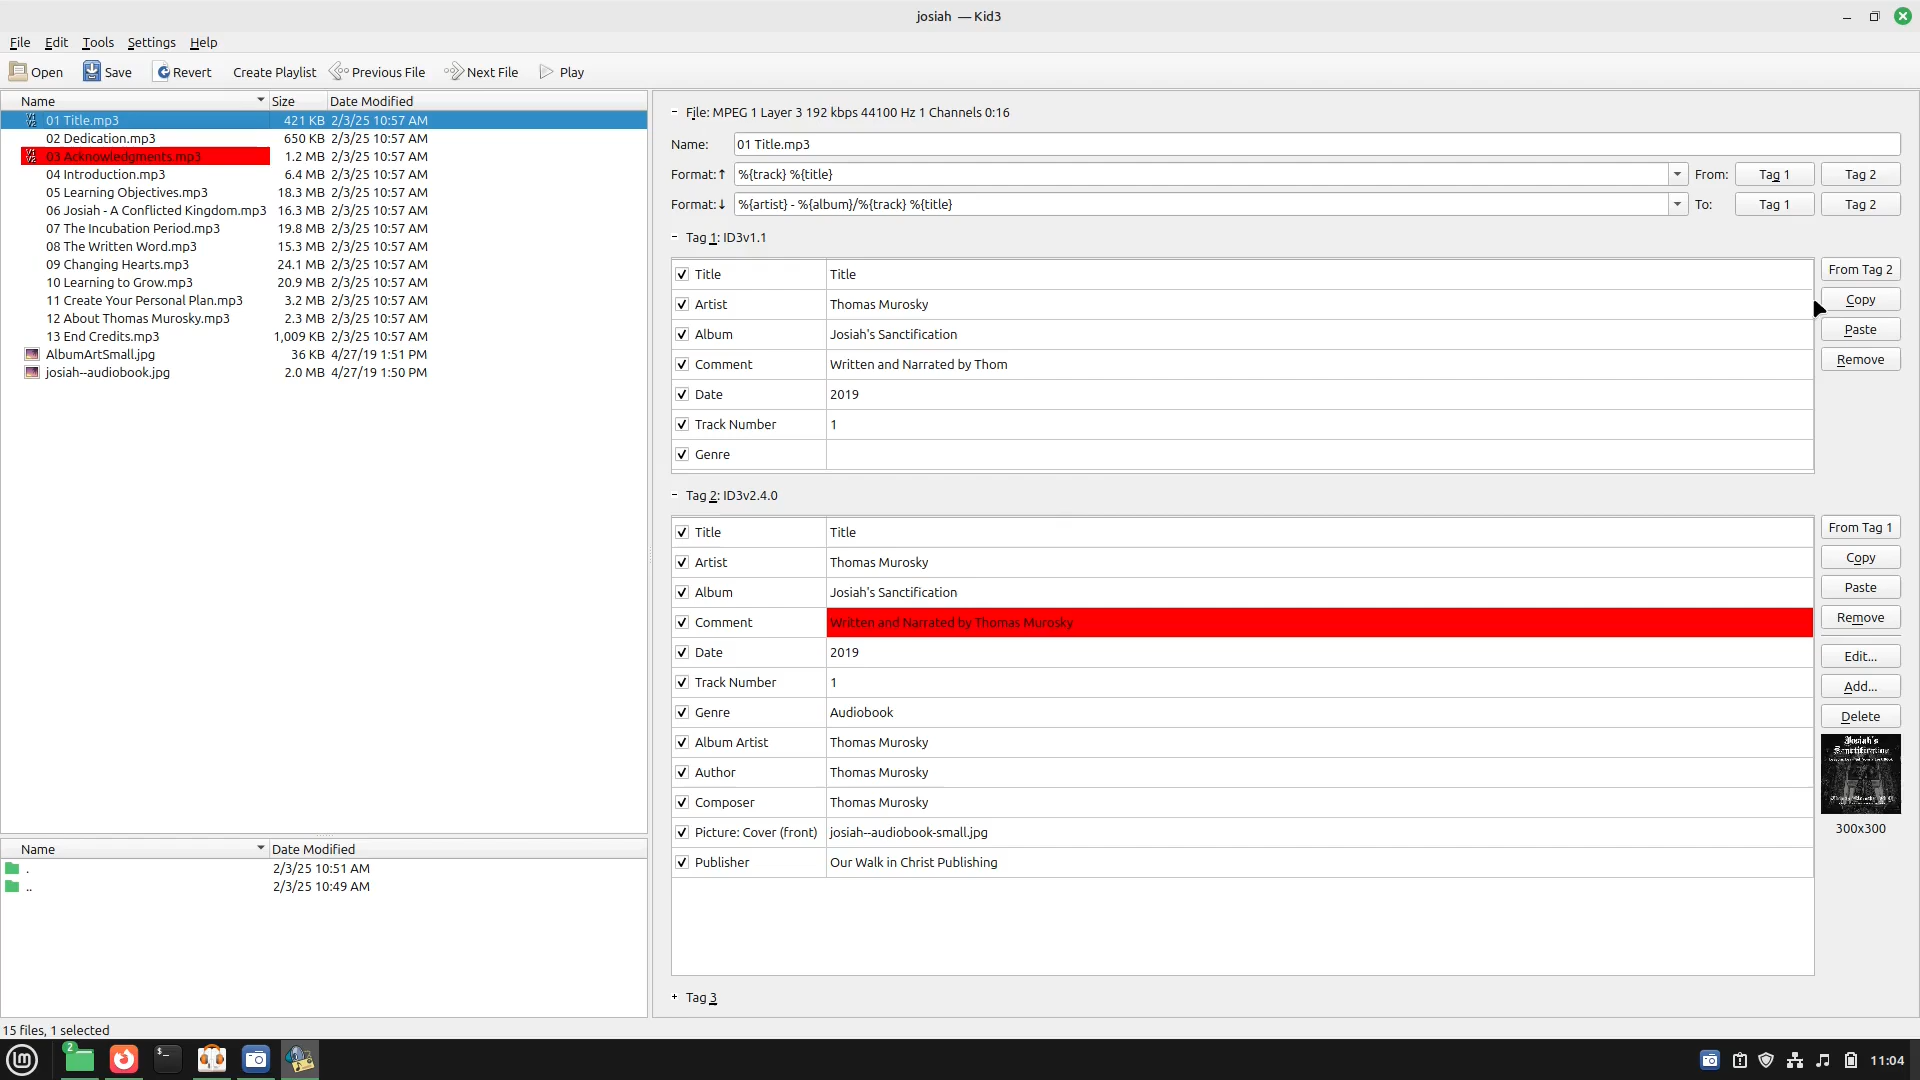 josiah — Kid3
File Edit Tools Settings Help
Open Save Revert Create Playlist Previous File Next File Play
Name Size Date Modified
01 Title.mp3 421 KB 2/3/25 10:57 AM
02 Dedication.mp3 650 KB 2/3/25 10:57 AM
03 Acknowledgments.mp3 1.2 MB 2/3/25 10:57 AM
04 Introduction.mp3 6.4 MB 2/3/25 10:57 AM
05 Learning Objectives.mp3 18.3 MB 2/3/25 10:57 AM
06 Josiah - A Conflicted Kingdom.mp3 16.3 MB 2/3/25 10:57 AM
07 The Incubation Period.mp3 19.8 MB 2/3/25 10:57 AM
08 The Written Word.mp3 15.3 MB 2/3/25 10:57 AM
09 Changing Hearts.mp3 24.1 MB 2/3/25 10:57 AM
10 Learning to Grow.mp3 20.9 MB 2/3/25 10:57 AM
11 Create Your Personal Plan.mp3 3.2 MB 2/3/25 10:57 AM
12 About Thomas Murosky.mp3 2.3 MB 2/3/25 10:57 AM
13 End Credits.mp3 1,009 KB 2/3/25 10:57 AM
AlbumArtSmall.jpg 36 KB 4/27/19 1:51 PM
josiah--audiobook.jpg 2.0 MB 4/27/19 1:50 PM
Name Date Modified
. 2/3/25 10:51 AM
.. 2/3/25 10:49 AM
15 files, 1 selected
File: MPEG 1 Layer 3 192 kbps 44100 Hz 1 Channels 0:16
Name: 01 Title.mp3
Format:↑ %{track} %{title} From: Tag 1 Tag 2
Format:↓ %{artist} - %{album}/%{track} %{title} To: Tag 1 Tag 2
Tag 1: ID3v1.1
Title Title From Tag 2
Artist Thomas Murosky Copy
Album Josiah's Sanctification Paste
Comment Written and Narrated by Thom Remove
Date 2019
Track Number 1
Genre
Tag 2: ID3v2.4.0
Title Title From Tag 1
Artist Thomas Murosky Copy
Album Josiah's Sanctification Paste
Comment Written and Narrated by Thomas Murosky Remove
Date 2019 Edit...
Track Number 1 Add...
Genre Audiobook Delete
Album Artist Thomas Murosky
Author Thomas Murosky
Composer Thomas Murosky
Picture: Cover (front) josiah--audiobook-small.jpg
Publisher Our Walk in Christ Publishing
Josiah's
Sanctification
300x300
Tag 3
2
11:04